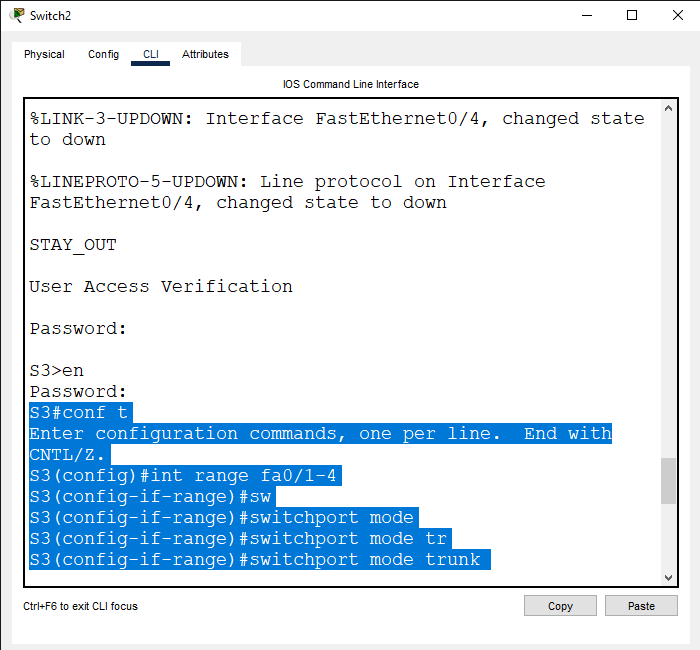 Switch2
Physical Config CLI Attributes
IOS Command Line Interface
%LINK-3-UPDOWN: Interface FastEthernet0/4, changed state
to down
%LINEPROTO-5-UPDOWN: Line protocol on Interface
FastEthernet0/4, changed state to down
STAY_OUT
User Access Verification
Password:
S3>en
Password:
S3#conf t
Enter configuration commands, one per line.  End with
CNTL/Z.
S3(config)#int range fa0/1-4
S3(config-if-range)#sw
S3(config-if-range)#switchport mode
S3(config-if-range)#switchport mode tr
S3(config-if-range)#switchport mode trunk
Ctrl+F6 to exit CLI focus
Copy Paste